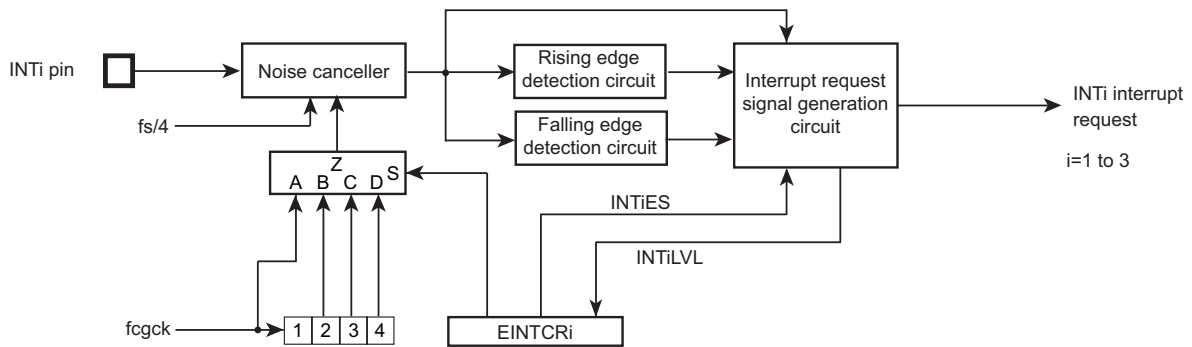 INTi pin
Noise canceller
Rising edge
detection circuit
Falling edge
detection circuit
Interrupt request
signal generation
circuit
INTi interrupt
request
i=1 to 3
fs/4
Z
A B C D S
INTiES
INTiLVL
fcgck
1 2 3 4
EINTCRi